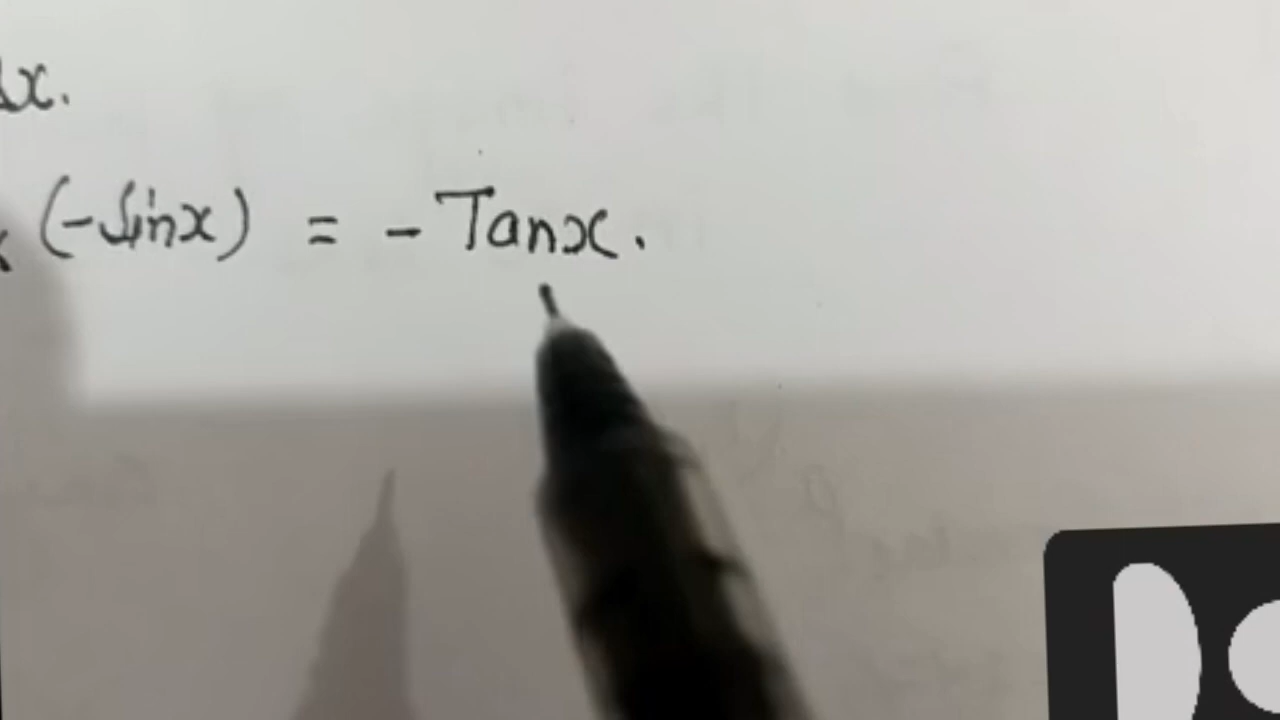 x.
(-sinx) = - Tanx.